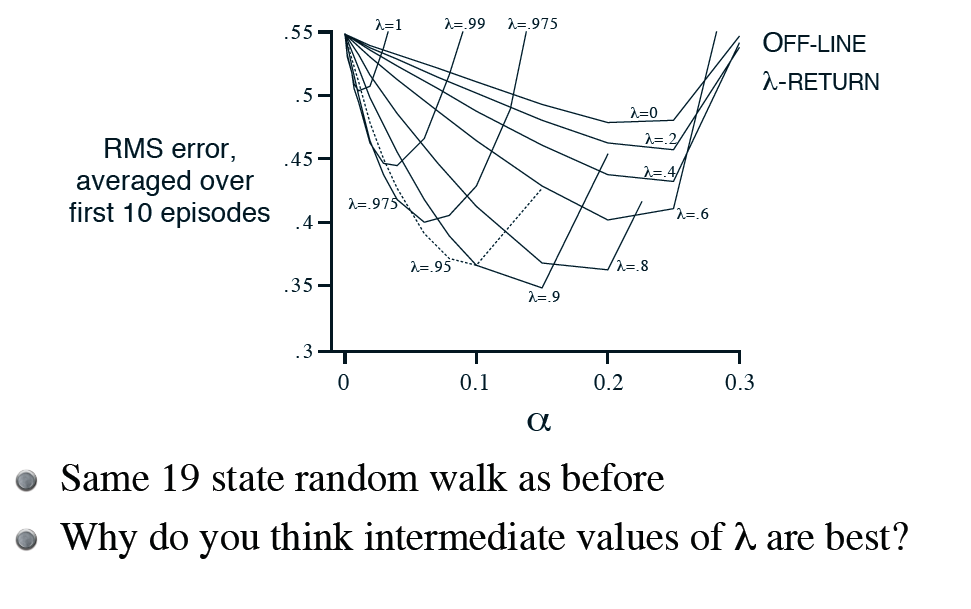 .55
λ=1
λ=.99
λ=.975
OFF-LINE
λ-RETURN
.5
λ=0
λ=.2
RMS error,
averaged over
first 10 episodes
.45
λ=.4
λ=.975
λ=.6
.4
λ=.95
λ=.8
.35
λ=.9
.3
0
0.1
0.2
0.3
α
Same 19 state random walk as before
Why do you think intermediate values of λ are best?